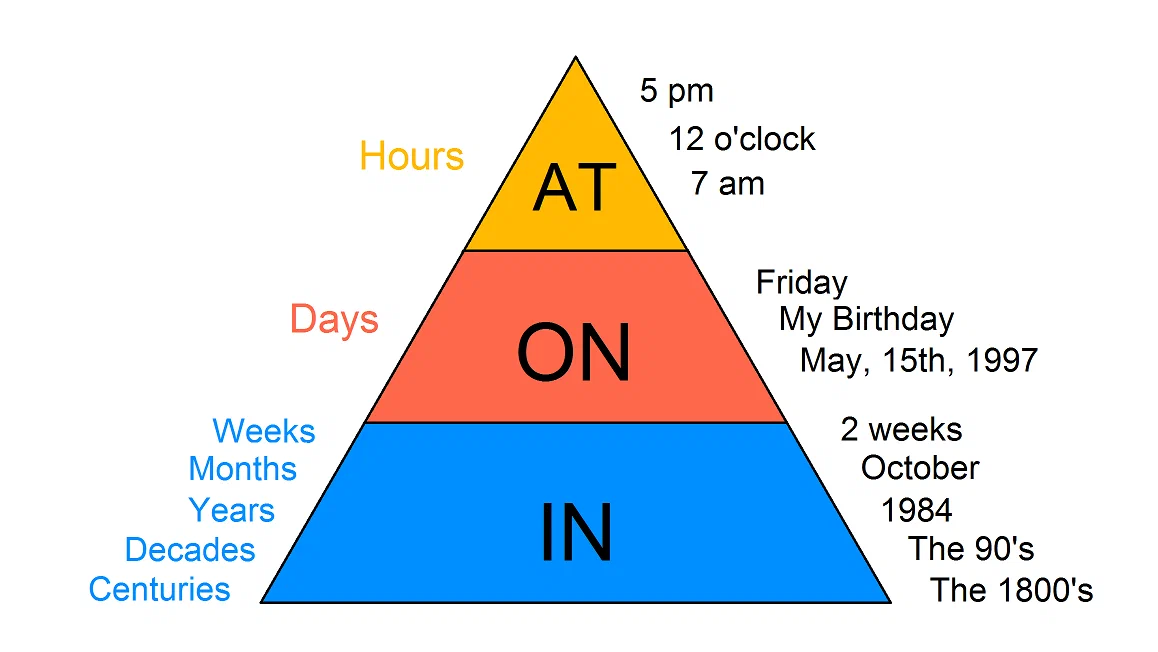 5 pm
12 o'clock
Hours
AT
7 am
Friday
My Birthday
Days
ON
May, 15th, 1997
Weeks
2 weeks
Months
October
Years
IN
1984
Decades
The 90's
Centuries
The 1800's